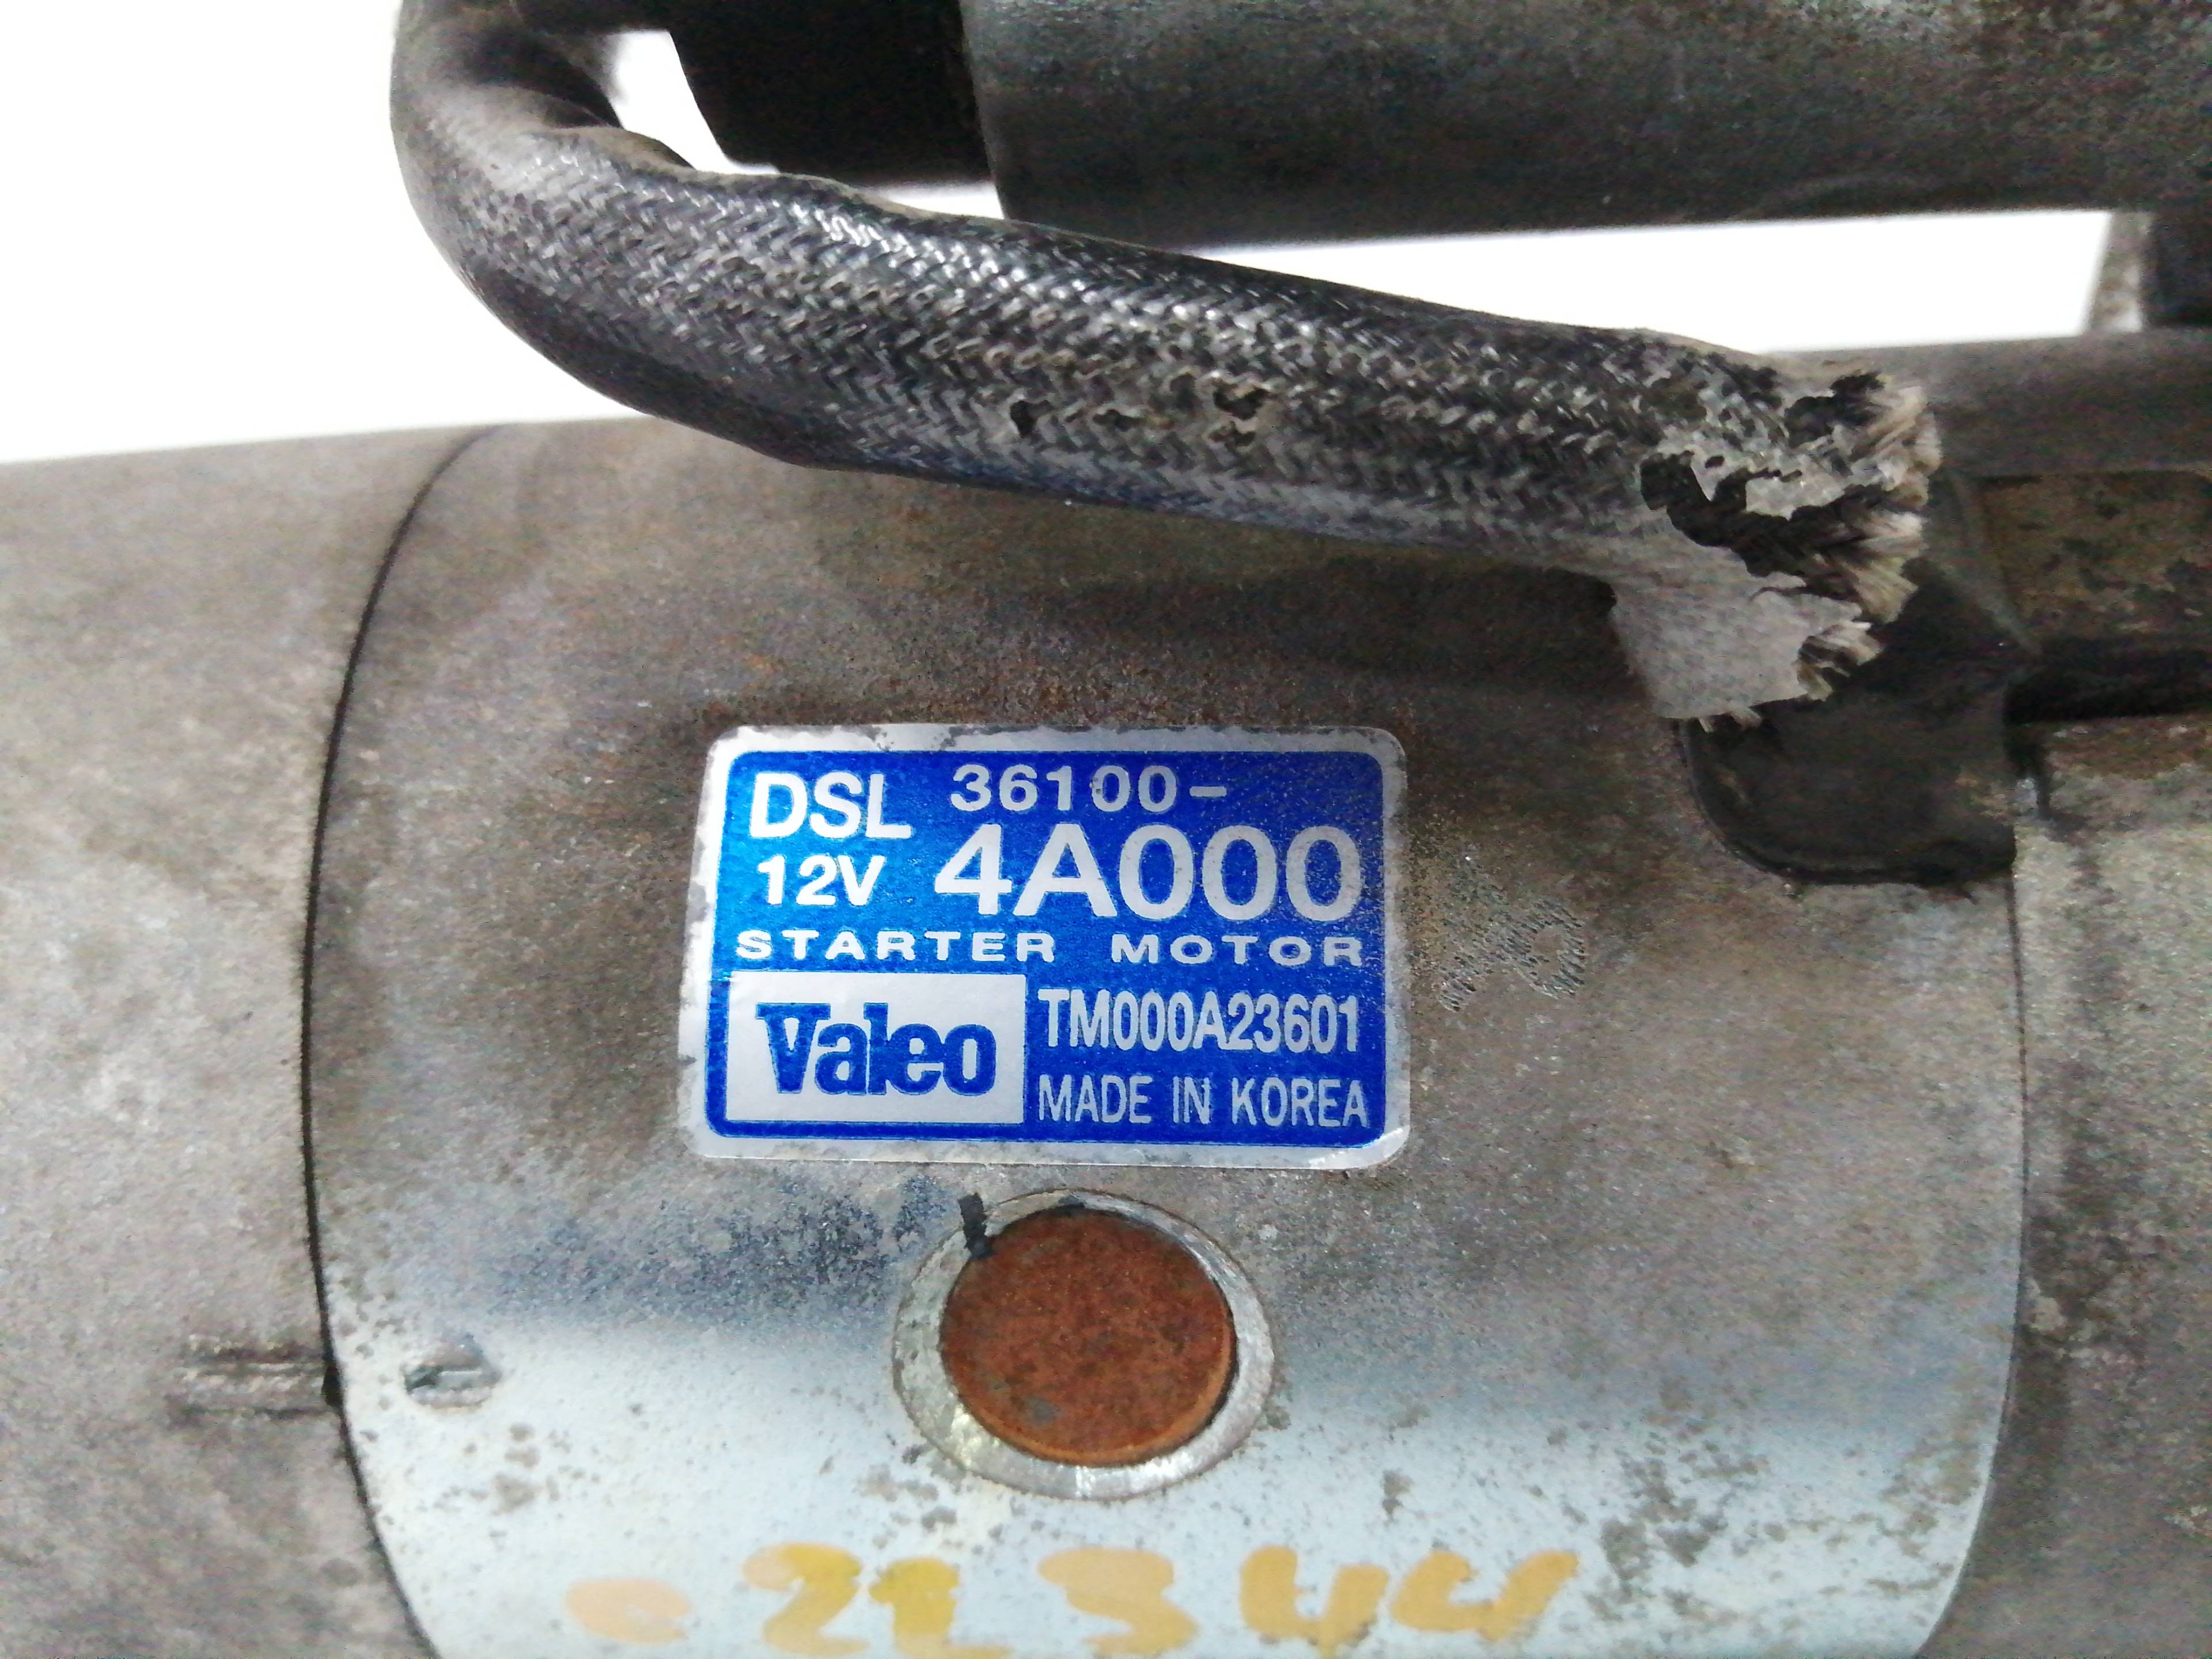 DSL 36100-
12V 4A000
STARTER MOTOR
Valeo TM000A23601
MADE IN KOREA